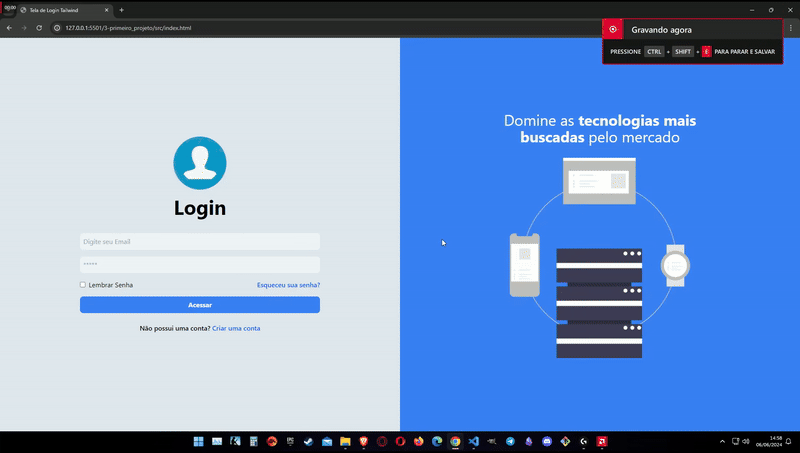 00:00
Tela de Login Tailwind
127.0.0.1:5501/3-primeiro_projeto/src/index.html
Gravando agora
PRESSIONE CTRL + SHIFT + E PARA PARAR E SALVAR
Login
Digite seu Email
*****
Lembrar Senha
Esqueceu sua senha?
Acessar
Não possui uma conta? Criar uma conta
Domine as tecnologias mais
buscadas pelo mercado
14:58
06/06/2024